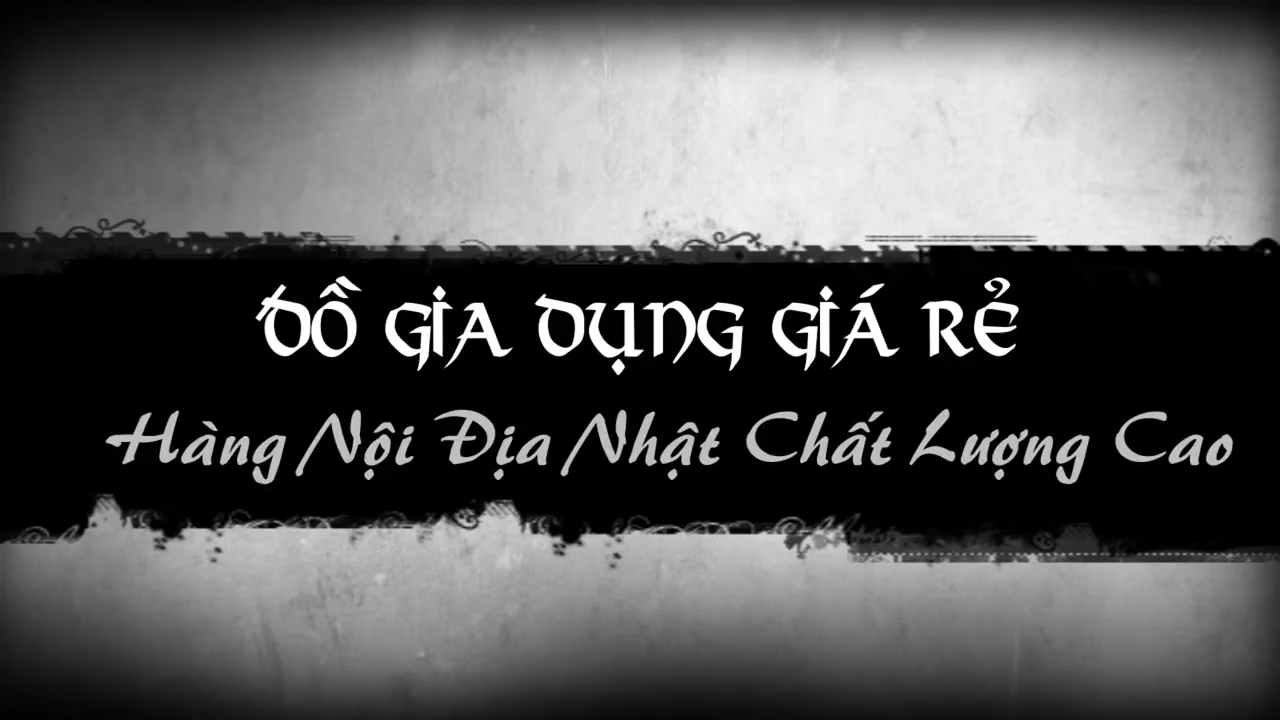 ĐỒ GIA DỤNG GIÁ RẺ
Hàng Nội Địa Nhật Chất Lượng Cao